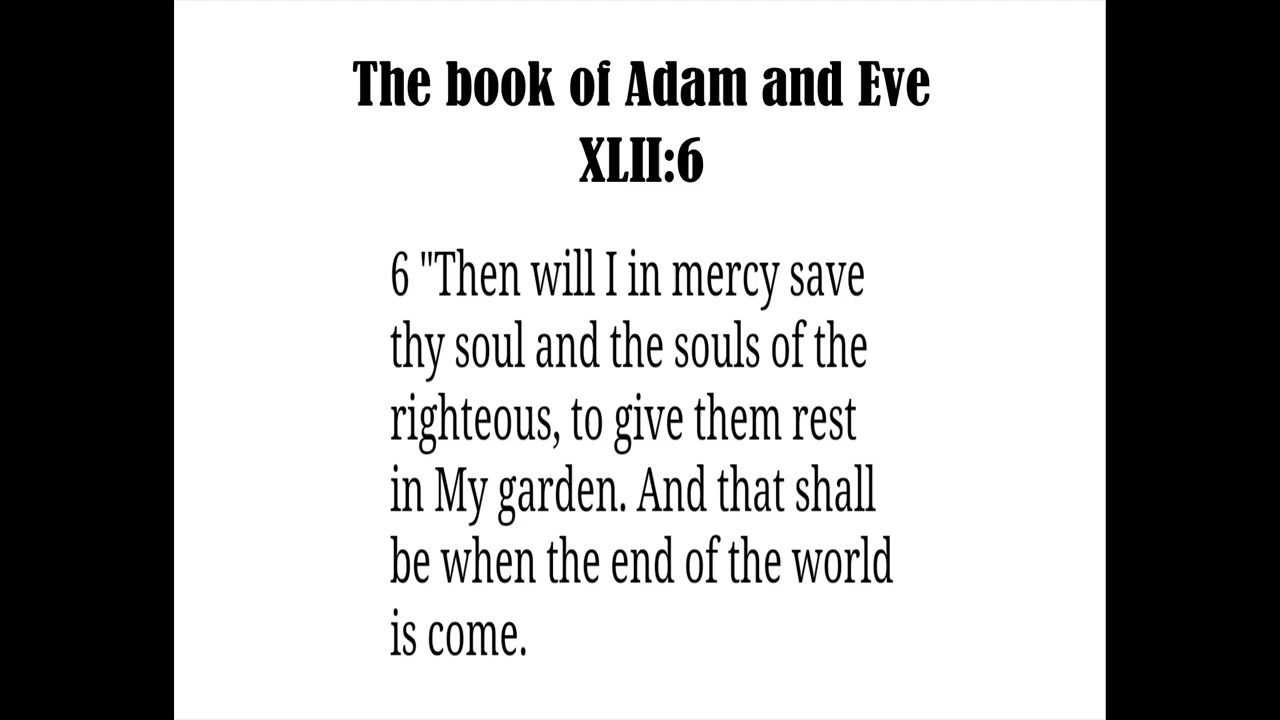 The book of Adam and Eve
XLII:6
6 "Then will I in mercy save
thy soul and the souls of the
righteous, to give them rest
in My garden. And that shall
be when the end of the world
is come.